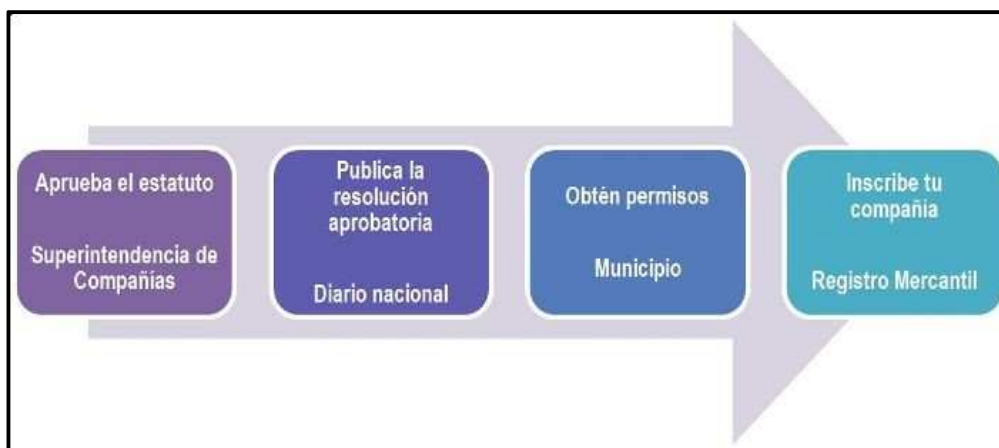 Aprueba el estatuto
Superintendencia de
Compañías
Publica la
resolución
aprobatoria
Diario nacional
Obtén permisos
Municipio
Inscribe tu
compañia
Registro Mercantil